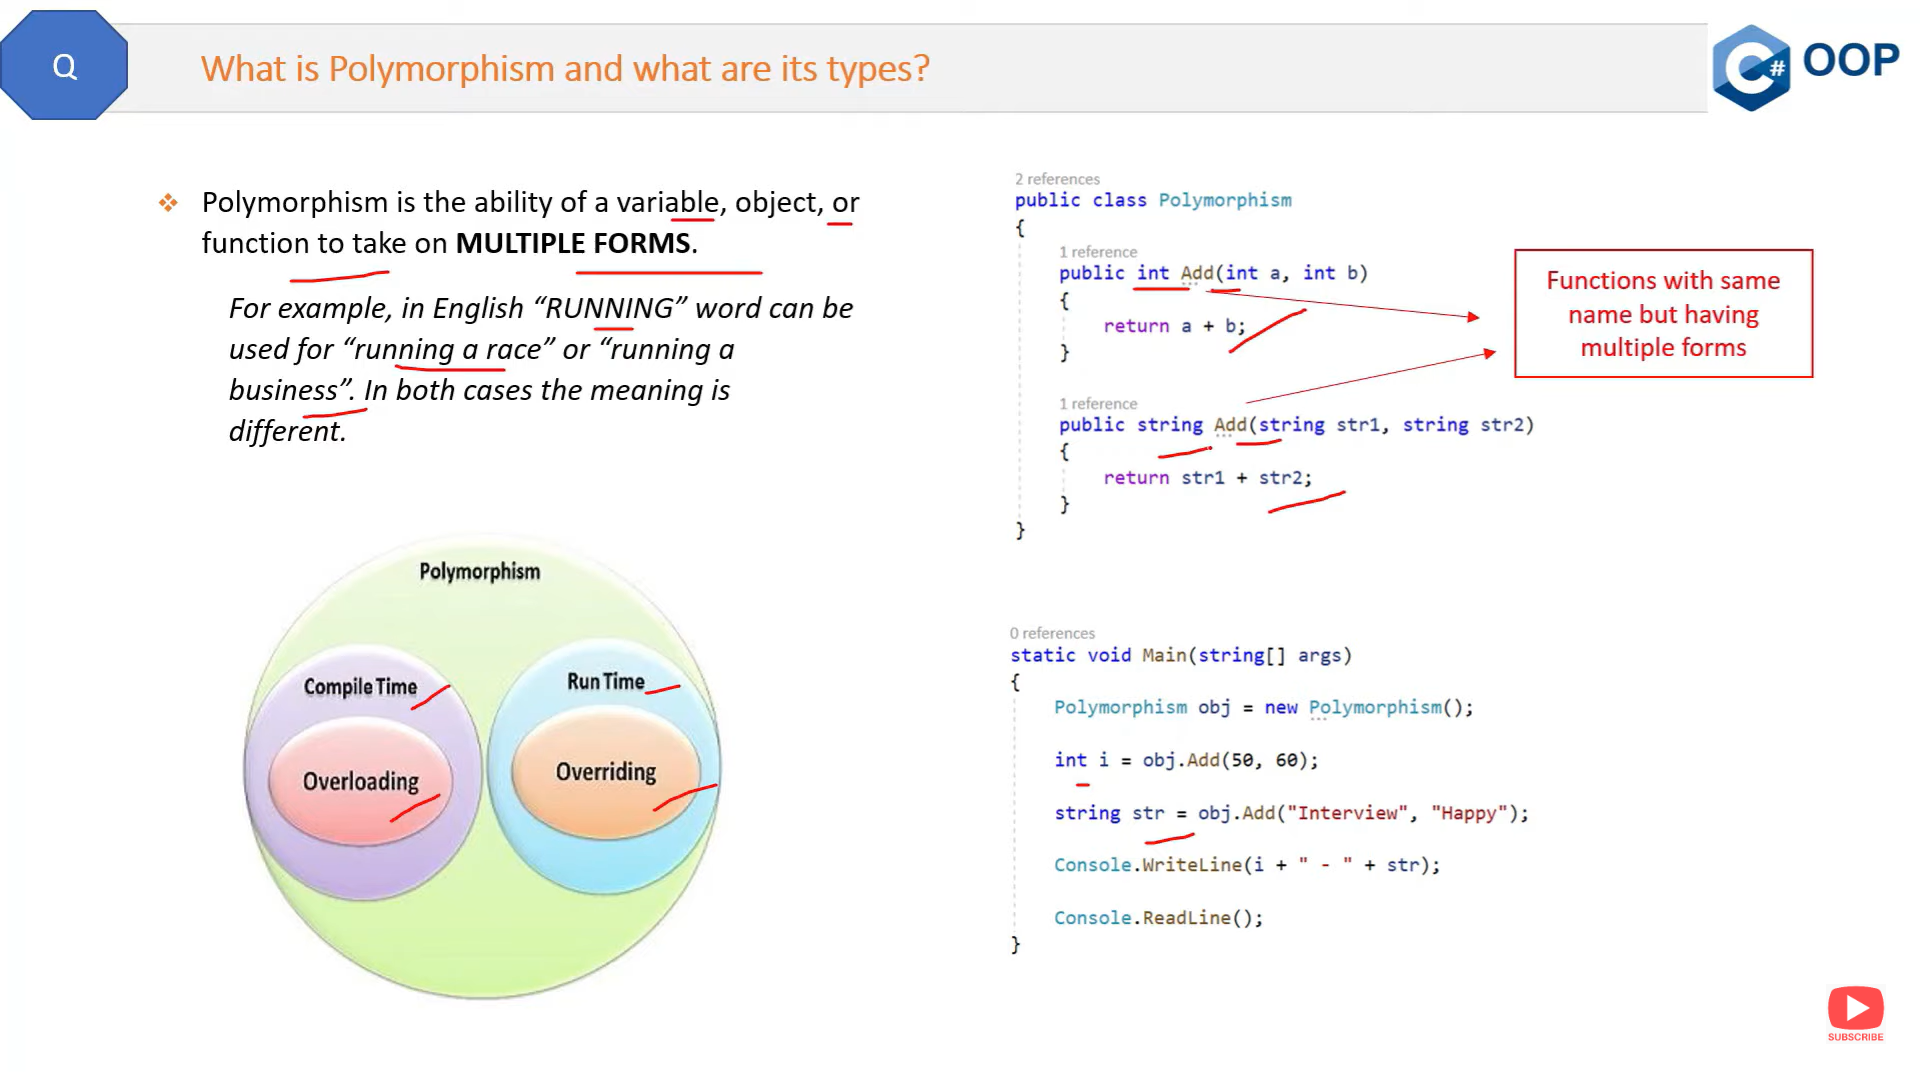 Q
What is Polymorphism and what are its types?
C#
OOP
❖ Polymorphism is the ability of a variable, object, or
function to take on MULTIPLE FORMS.
For example, in English “RUNNING” word can be
used for “running a race” or “running a
business”. In both cases the meaning is
different.
Polymorphism
Compile Time
Run Time
Overloading
Overriding
2 references
public class Polymorphism
{
1 reference
public int Add(int a, int b)
{
return a + b;
}
1 reference
public string Add(string str1, string str2)
{
return str1 + str2;
}
}
Functions with same
name but having
multiple forms
0 references
static void Main(string[] args)
{
Polymorphism obj = new Polymorphism();
int i = obj.Add(50, 60);
string str = obj.Add("Interview", "Happy");
Console.WriteLine(i + " - " + str);
Console.ReadLine();
}
SUBSCRIBE